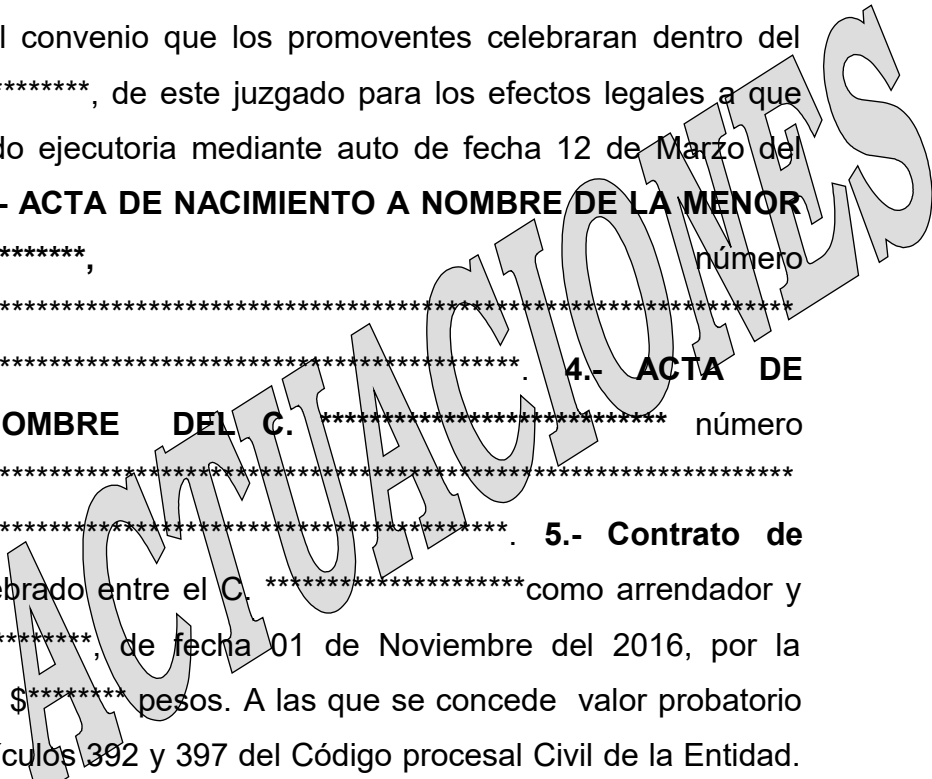 l convenio que los promoventes celebraran dentro del
********, de este juzgado para los efectos legales a que
do ejecutoria mediante auto de fecha 12 de Marzo del
- ACTA DE NACIMIENTO A NOMBRE DE LA MENOR
*******, número
****************************************************************
******************************************. 4.- ACTA DE
OMBRE DEL C. **************************** número
****************************************************************
*****************************************. 5.- Contrato de
ebrado entre el C. *********************como arrendador y
********, de fecha 01 de Noviembre del 2016, por la
$******** pesos. A las que se concede valor probatorio
ículos 392 y 397 del Código procesal Civil de la Entidad.
ACTUACIONES